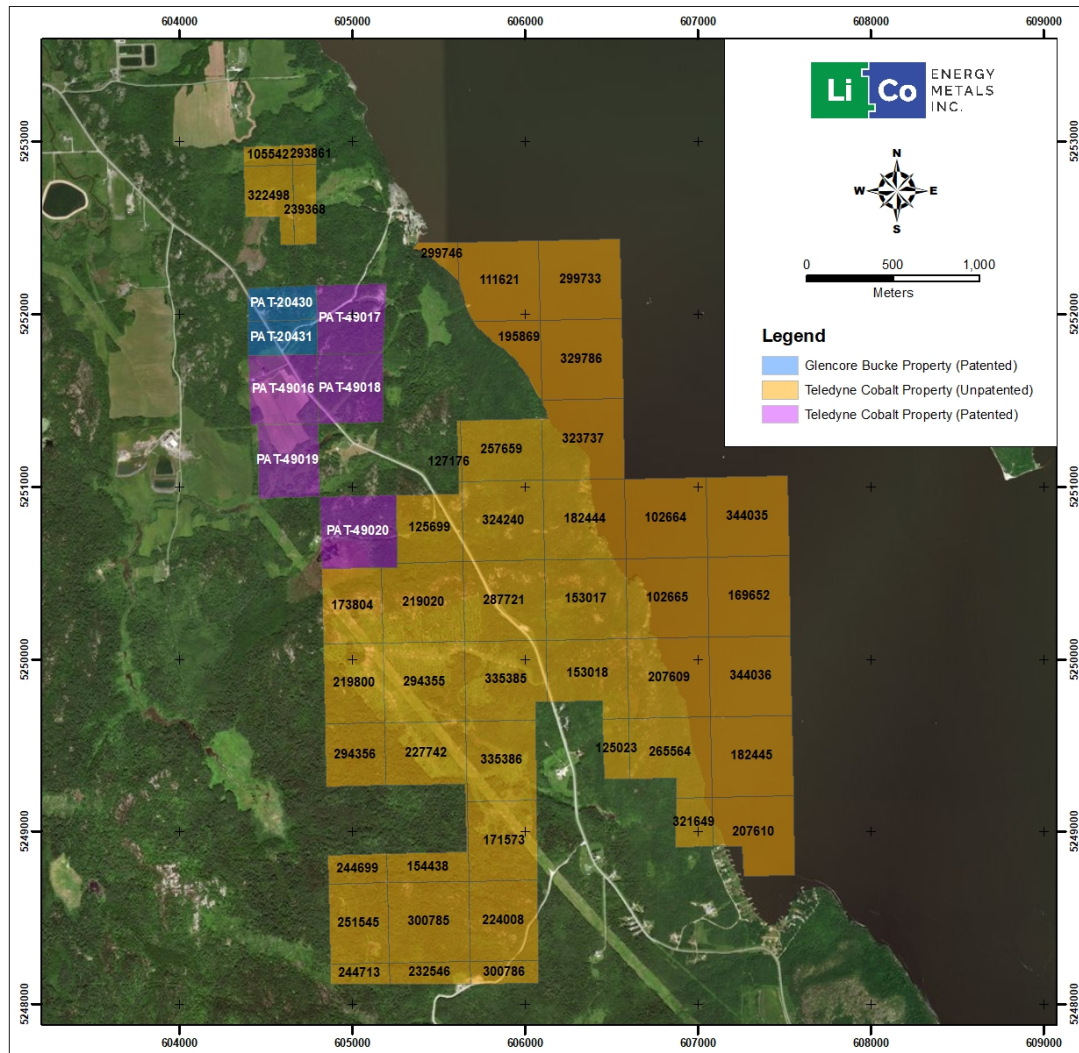 604000 605000 606000 607000 608000 609000
Li Co ENERGY
METALS
INC.
N
W E
S
0 500 1,000
Meters
Legend
Glencore Bucke Property (Patented)
Teledyne Cobalt Property (Unpatented)
Teledyne Cobalt Property (Patented)
5253000 5253000
105542 293861
322498
239368
299746
111621 299733
PAT-20430
PAT-49017
5252000 5252000
PAT-20431
195869
329786
PAT-49016 PAT-49018
323737
257659
127176
PAT-49019
5251000 5251000
PAT-49020
125699 324240 182444 102664 344035
173804 219020 287721 153017 102665 169652
5250000 5250000
219800 294355 335385 153018 207609 344036
294356 227742 335386 125023 265564 182445
321649
207610
5249000 5249000
171573
244699 154438
251545 300785 224008
244713 232546 300786
5248000 5248000
604000 605000 606000 607000 608000 609000